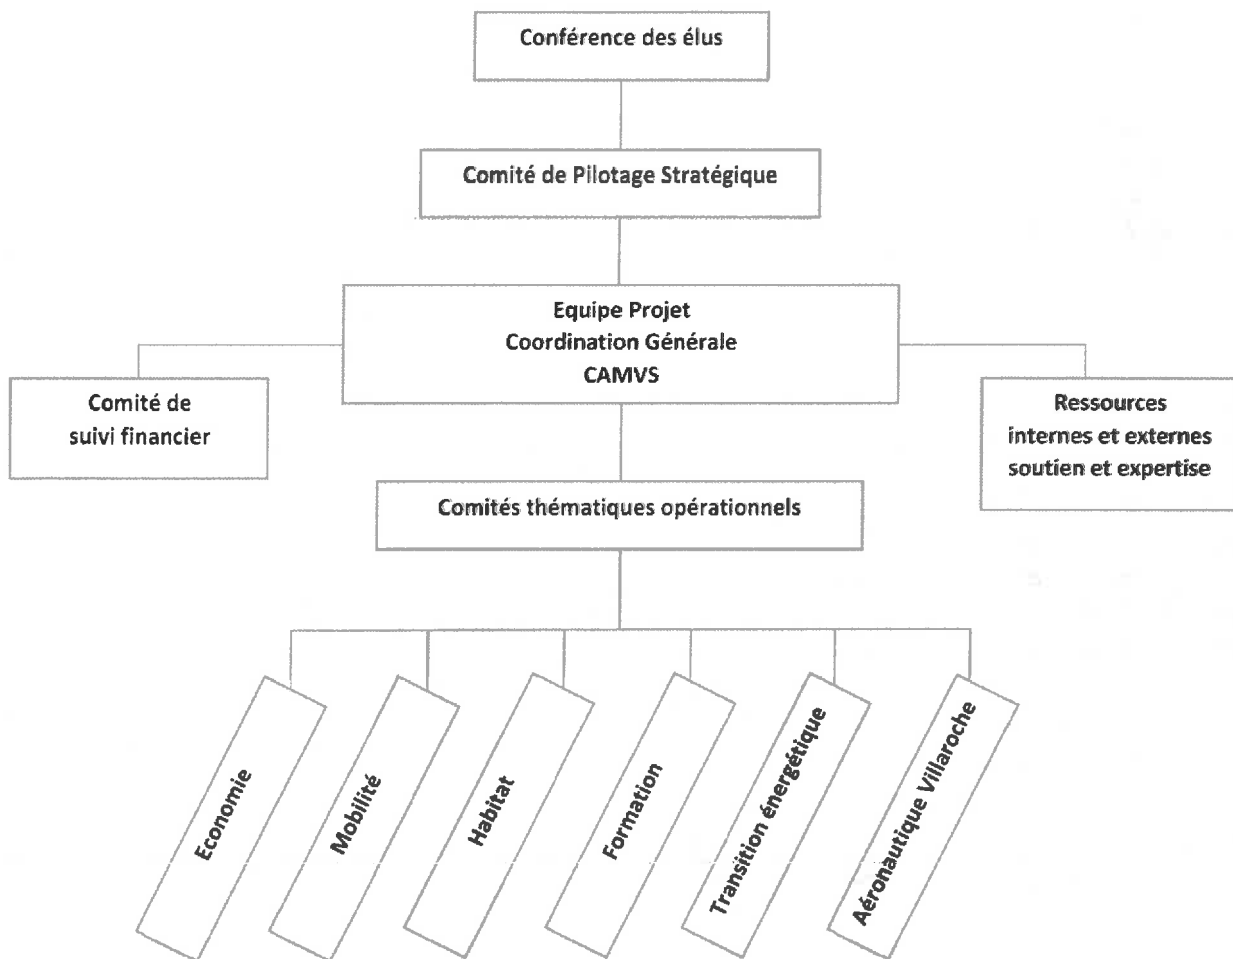 Conférence des élus
Comité de Pilotage Stratégique
Equipe Projet
Coordination Générale
CAMVS
Comité de
suivi financier
Ressources
internes et externes
soutien et expertise
Comités thématiques opérationnels
Economie
Mobilité
Habitat
Formation
Transition énergétique
Aéronautique Villaroche